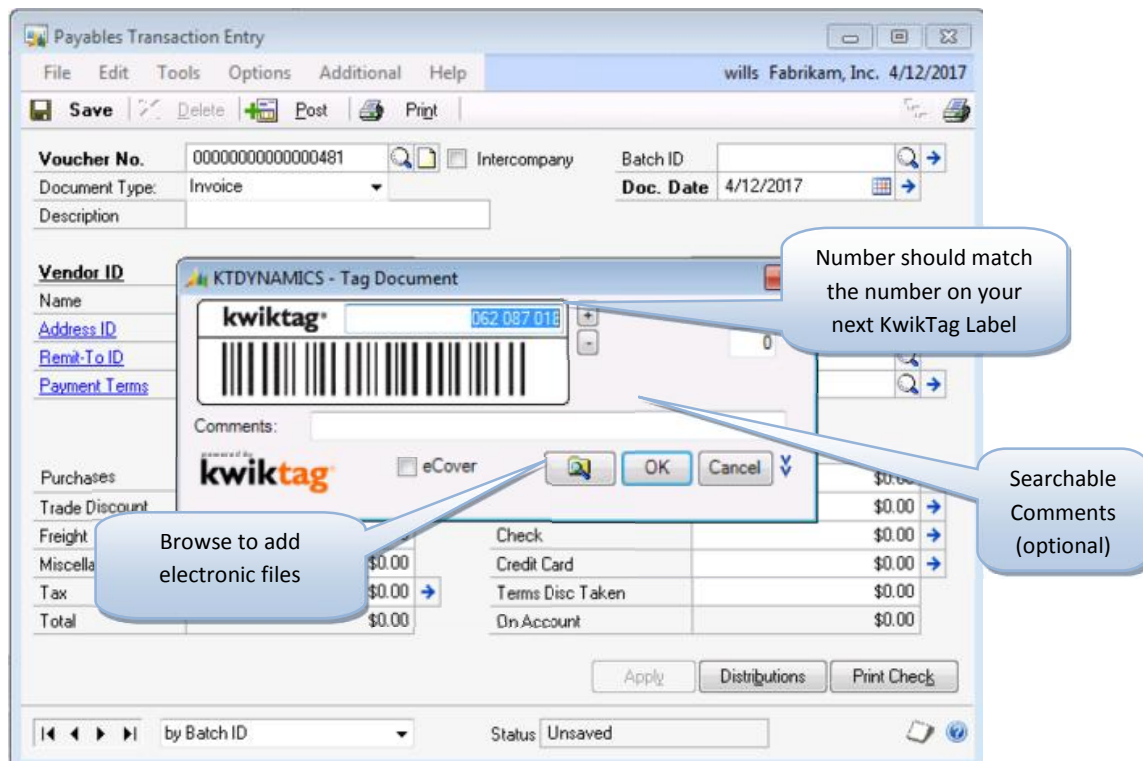 Payables Transaction Entry
File Edit Tools Options Additional Help wills Fabrikam, Inc. 4/12/2017
Save Delete Post Print
Voucher No. 00000000000000481 Intercompany Batch ID
Document Type: Invoice Doc. Date 4/12/2017
Description
Number should match
the number on your
next KwikTag Label
Vendor ID
Name
Address ID
Remit-To ID
Payment Terms
KTDYNAMICS - Tag Document
kwiktag 062 087 018 +
- 0
Comments:
powered by
kwiktag eCover OK Cancel
Searchable
Comments
(optional)
Browse to add
electronic files
Purchases $0.00
Trade Discount $0.00
Freight Check $0.00
$0.00 Credit Card $0.00
Tax $0.00 Terms Disc Taken $0.00
Total $0.00 On Account $0.00
Apply Distributions Print Check
by Batch ID Status Unsaved